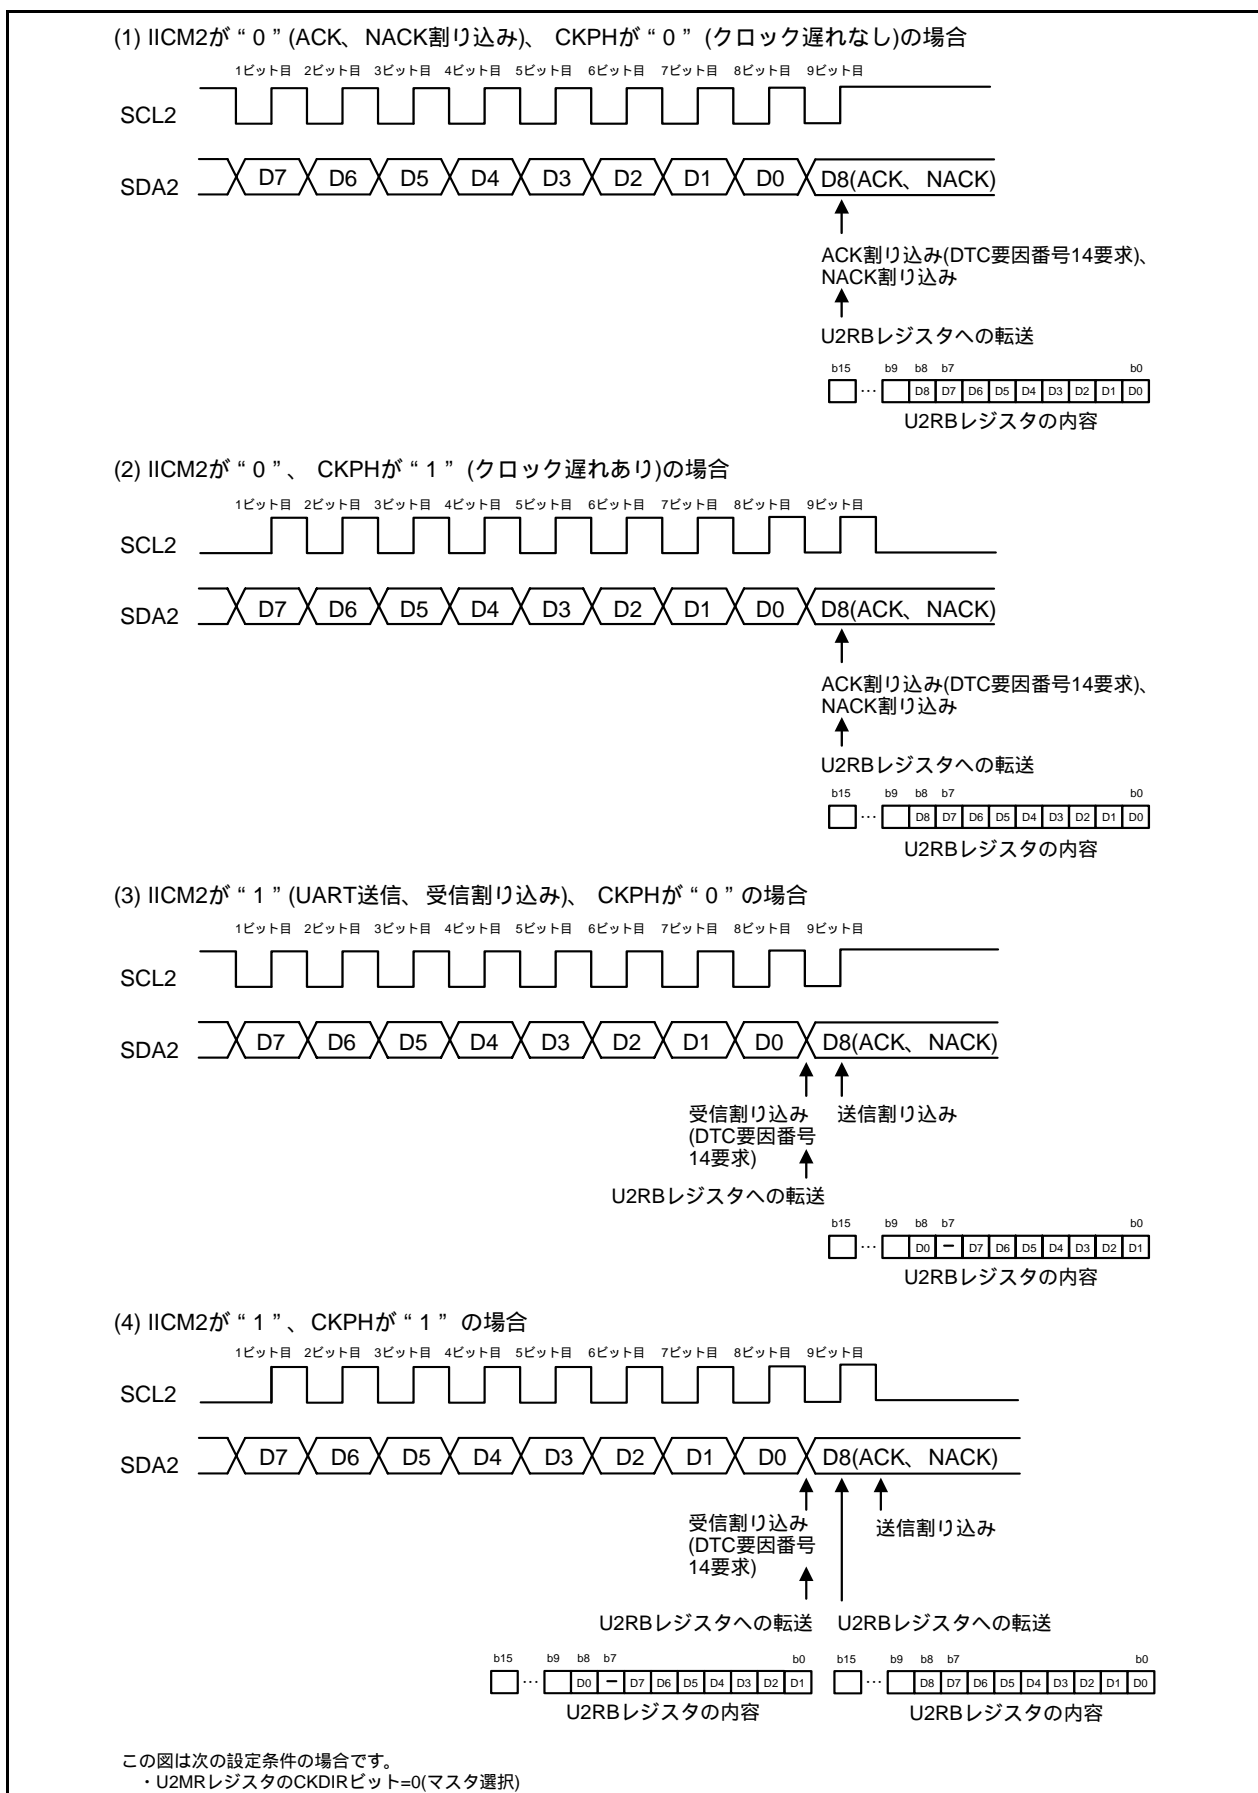 (1) IICM2が“0”(ACK、NACK割り込み)、 CKPHが“0” (クロック遅れなし)の場合
1ビット目 2ビット目 3ビット目 4ビット目 5ビット目 6ビット目 7ビット目 8ビット目 9ビット目
SCL2
SDA2 D7 D6 D5 D4 D3 D2 D1 D0 D8(ACK、 NACK)
ACK割り込み(DTC要因番号14要求)、
NACK割り込み
U2RBレジスタへの転送
b15 b9 b8 b7 b0
… D8 D7 D6 D5 D4 D3 D2 D1 D0
U2RBレジスタの内容
(2) IICM2が“0”、 CKPHが“1” (クロック遅れあり)の場合
1ビット目 2ビット目 3ビット目 4ビット目 5ビット目 6ビット目 7ビット目 8ビット目 9ビット目
SCL2
SDA2 D7 D6 D5 D4 D3 D2 D1 D0 D8(ACK、 NACK)
ACK割り込み(DTC要因番号14要求)、
NACK割り込み
U2RBレジスタへの転送
b15 b9 b8 b7 b0
… D8 D7 D6 D5 D4 D3 D2 D1 D0
U2RBレジスタの内容
(3) IICM2が“1”(UART送信、受信割り込み)、 CKPHが“0”の場合
1ビット目 2ビット目 3ビット目 4ビット目 5ビット目 6ビット目 7ビット目 8ビット目 9ビット目
SCL2
SDA2 D7 D6 D5 D4 D3 D2 D1 D0 D8(ACK、 NACK)
受信割り込み 送信割り込み
(DTC要因番号
14要求)
U2RBレジスタへの転送
b15 b9 b8 b7 b0
… D0 − D7 D6 D5 D4 D3 D2 D1
U2RBレジスタの内容
(4) IICM2が“1”、CKPHが“1” の場合
1ビット目 2ビット目 3ビット目 4ビット目 5ビット目 6ビット目 7ビット目 8ビット目 9ビット目
SCL2
SDA2 D7 D6 D5 D4 D3 D2 D1 D0 D8(ACK、 NACK)
受信割り込み 送信割り込み
(DTC要因番号
14要求)
U2RBレジスタへの転送 U2RBレジスタへの転送
b15 b9 b8 b7 b0 b15 b9 b8 b7 b0
… D0 − D7 D6 D5 D4 D3 D2 D1 … D8 D7 D6 D5 D4 D3 D2 D1 D0
U2RBレジスタの内容 U2RBレジスタの内容
この図は次の設定条件の場合です。
・U2MRレジスタのCKDIRビット=0(マスタ選択)